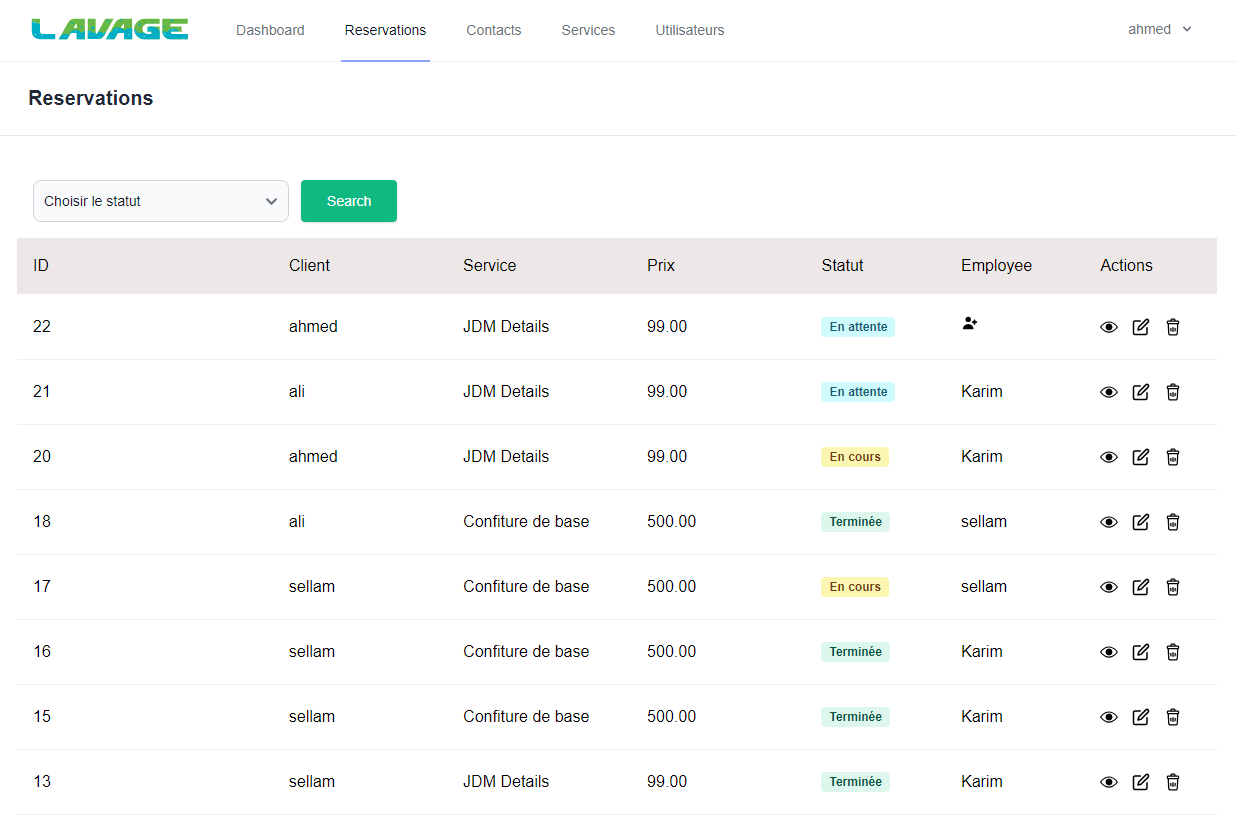 LAVAGE Dashboard Reservations Contacts Services Utilisateurs ahmed
Reservations
Choisir le statut Search
ID Client Service Prix Statut Employee Actions
22 ahmed JDM Details 99.00 En attente
21 ali JDM Details 99.00 En attente Karim
20 ahmed JDM Details 99.00 En cours Karim
18 ali Confiture de base 500.00 Terminée sellam
17 sellam Confiture de base 500.00 En cours sellam
16 sellam Confiture de base 500.00 Terminée Karim
15 sellam Confiture de base 500.00 Terminée Karim
13 sellam JDM Details 99.00 Terminée Karim